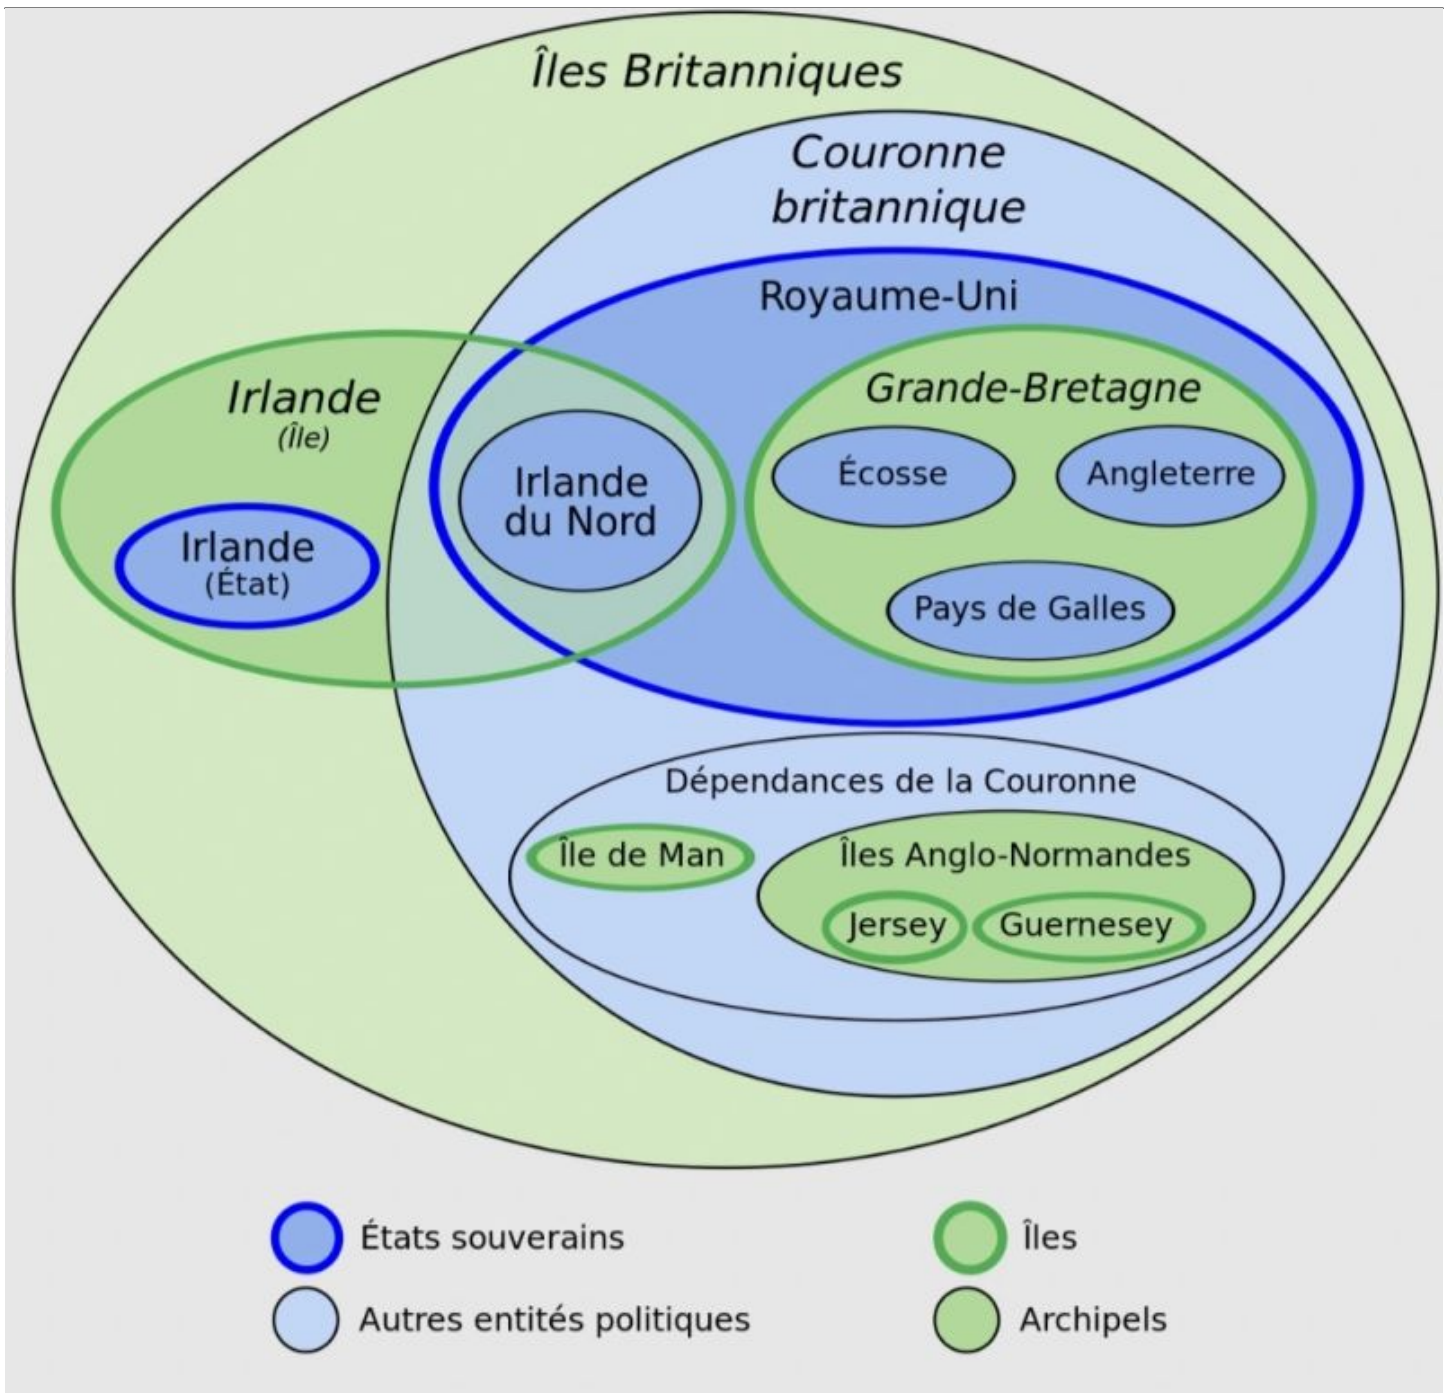 Îles Britanniques
Couronne
britannique
Royaume-Uni
Irlande
(Île)
Grande-Bretagne
Écosse
Angleterre
Irlande
du Nord
Irlande
(État)
Pays de Galles
Dépendances de la Couronne
Île de Man
Îles Anglo-Normandes
Jersey
Guernesey
États souverains
Îles
Autres entités politiques
Archipels